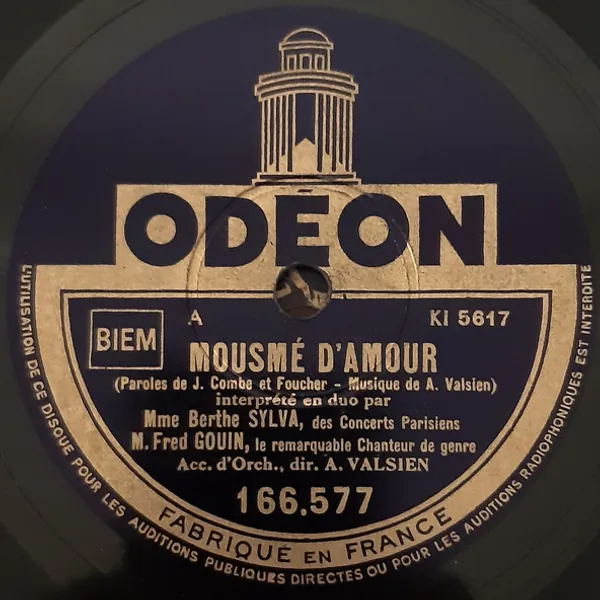 ODÉON
BIEM
A
KI 5617
MOUSMÉ D'AMOUR
(Paroles de J. Combe et Foucher - Musique de A. Valsien)
interprété en duo par
Mme Berthe SYLVA, des Concerts Parisiens
M. Fred GOUIN, le remarquable Chanteur de genre
Acc. d'Orch., dir. A. VALSIEN
166.577
FABRIQUÉ EN FRANCE
L'UTILISATION DE CE DISQUE POUR LES AUDITIONS PUBLIQUES DIRECTES OU POUR LES AUDITIONS RADIOPHONIQUES EST INTERDITE